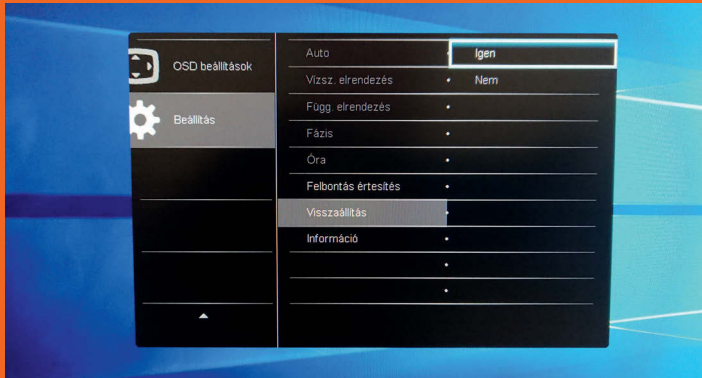 OSD beállítások
Beállítás
Auto
Vízsz. elrendezés
Függ. elrendezés
Fázis
Óra
Felbontás értesítés
Visszaállítás
Információ
Igen
Nem